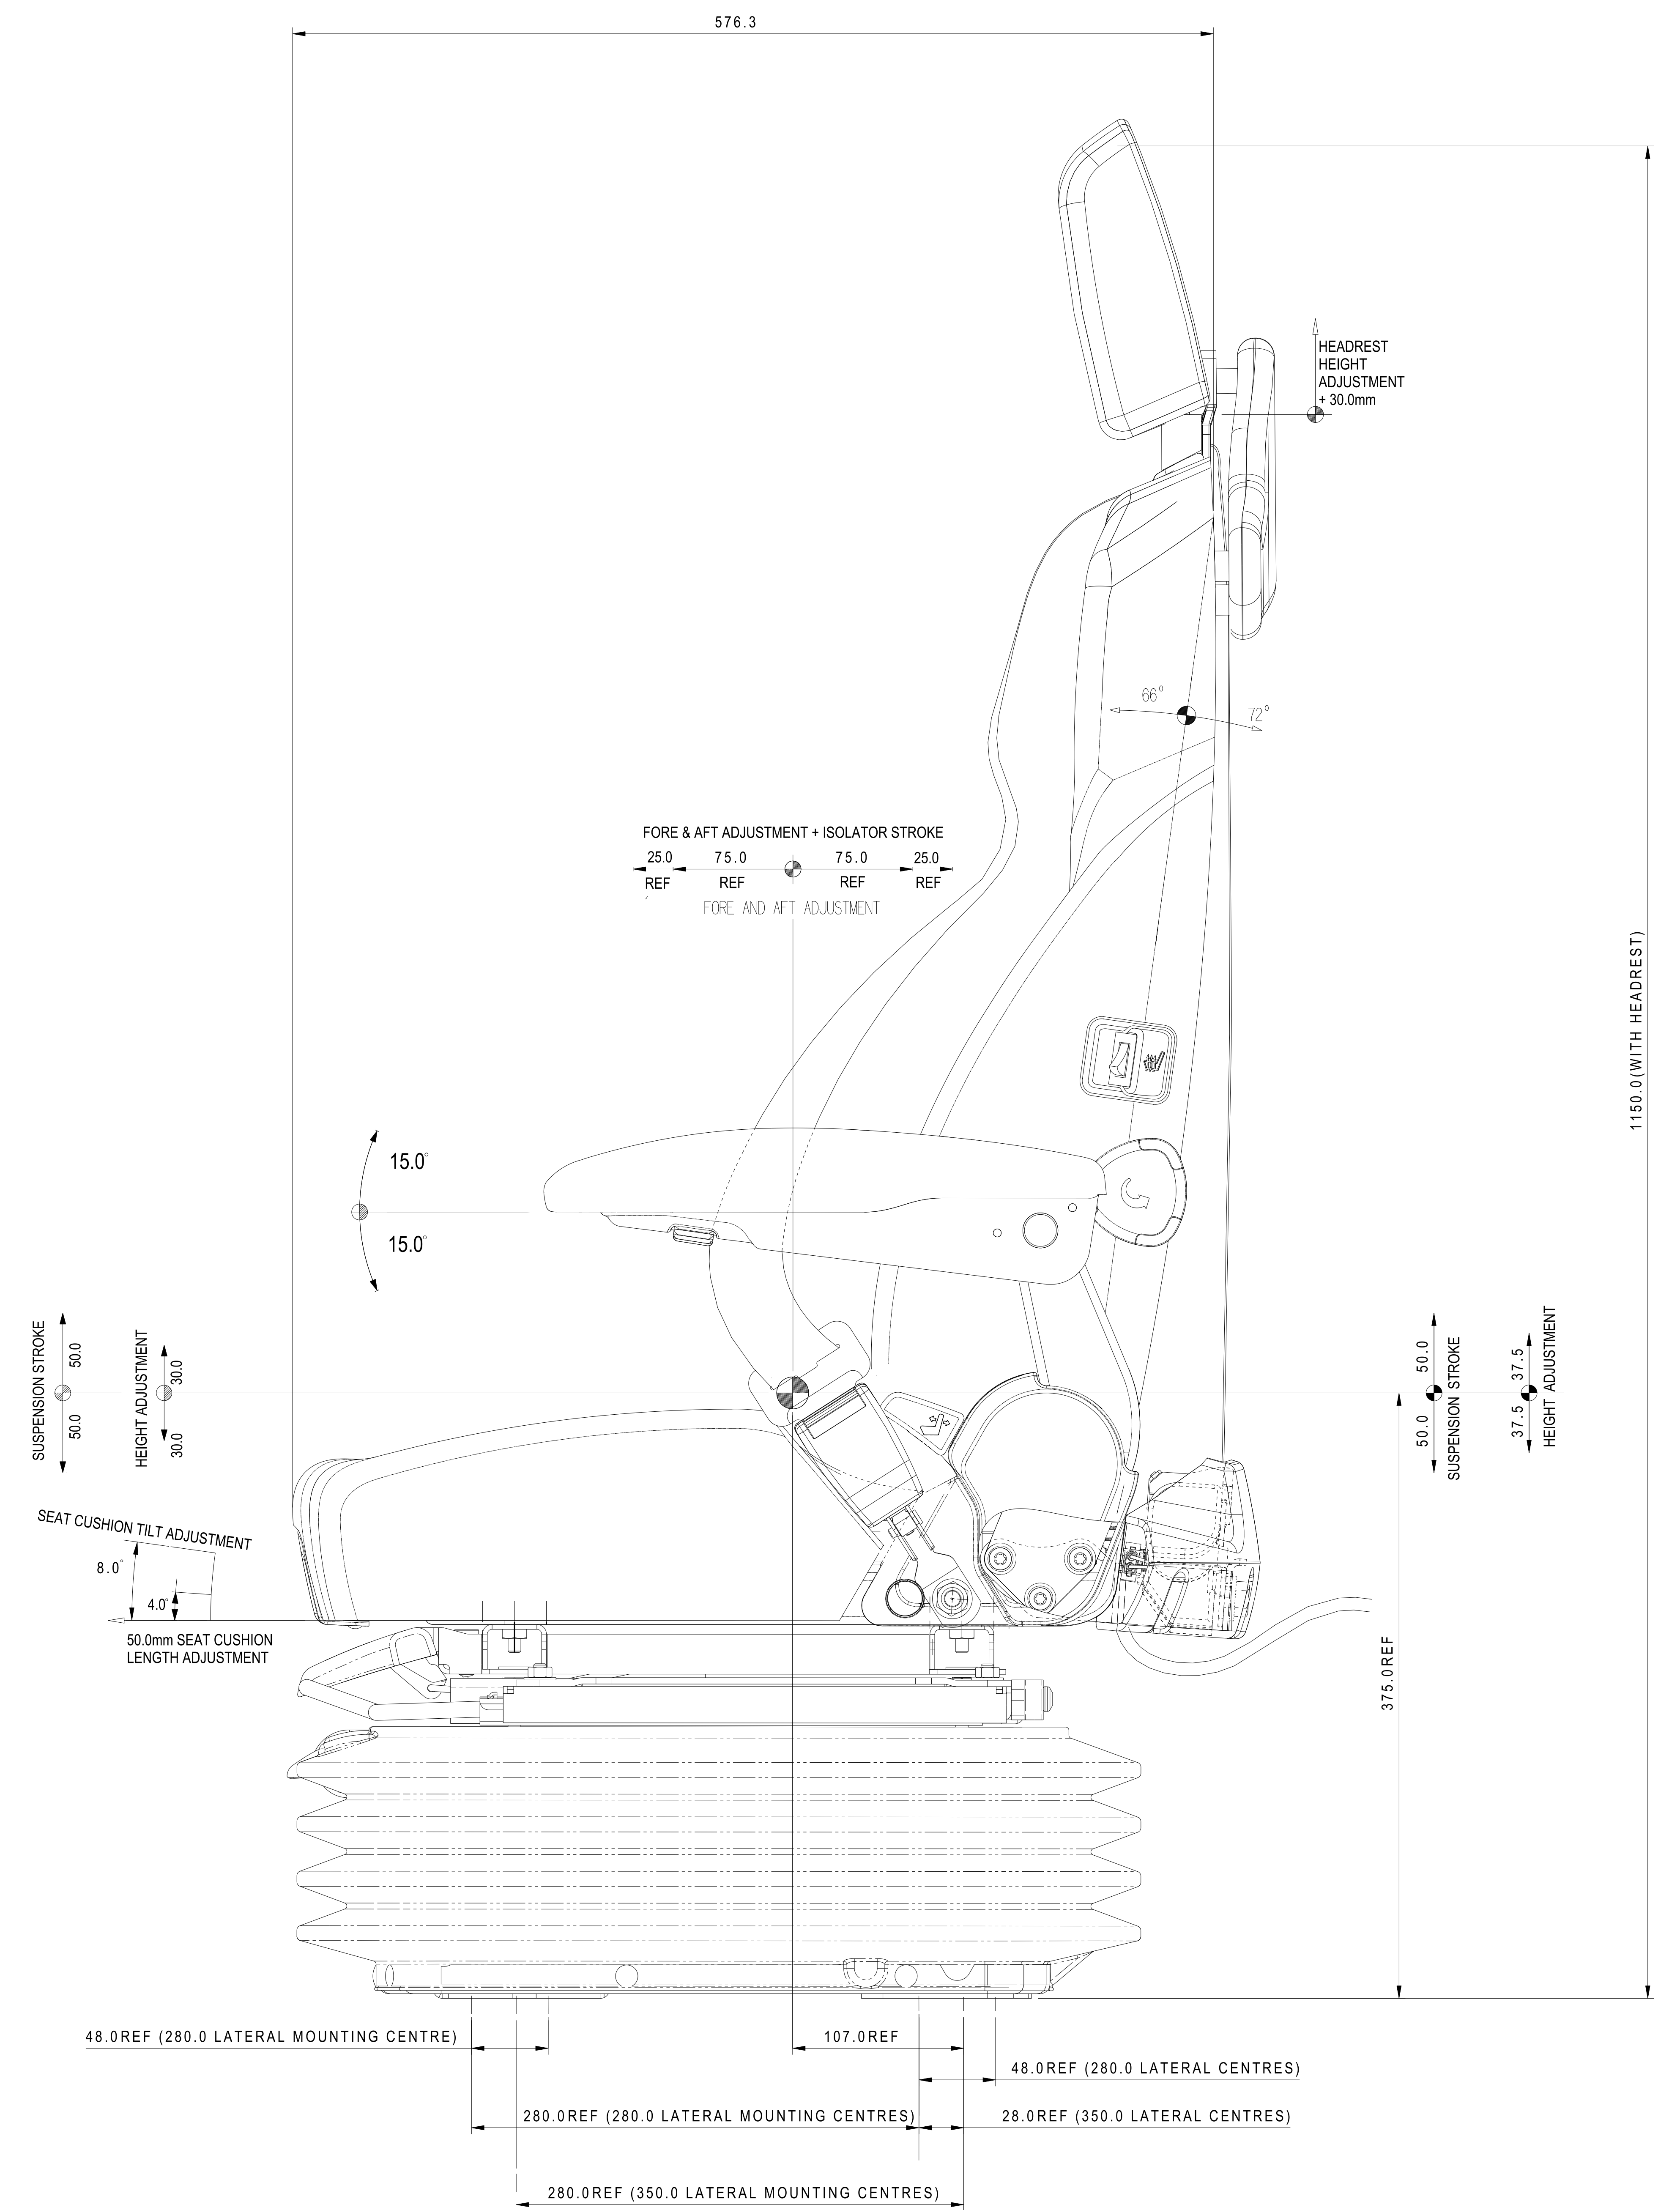 576.3
HEADREST
HEIGHT
ADJUSTMENT
+ 30.0mm
66°
72°
FORE & AFT ADJUSTMENT + ISOLATOR STROKE
25.0 75.0 75.0 25.0
REF REF REF REF
FORE AND AFT ADJUSTMENT
1150.0(WITH HEADREST)
15.0°
15.0°
SUSPENSION STROKE
50.0
50.0
HEIGHT ADJUSTMENT
30.0
30.0
50.0
50.0
SUSPENSION STROKE
37.5
37.5
HEIGHT ADJUSTMENT
SEAT CUSHION TILT ADJUSTMENT
8.0°
4.0°
50.0mm SEAT CUSHION
LENGTH ADJUSTMENT
375.0REF
48.0REF (280.0 LATERAL MOUNTING CENTRE)
107.0REF
48.0REF (280.0 LATERAL CENTRES)
280.0REF (280.0 LATERAL MOUNTING CENTRES)
28.0REF (350.0 LATERAL CENTRES)
280.0REF (350.0 LATERAL MOUNTING CENTRES)